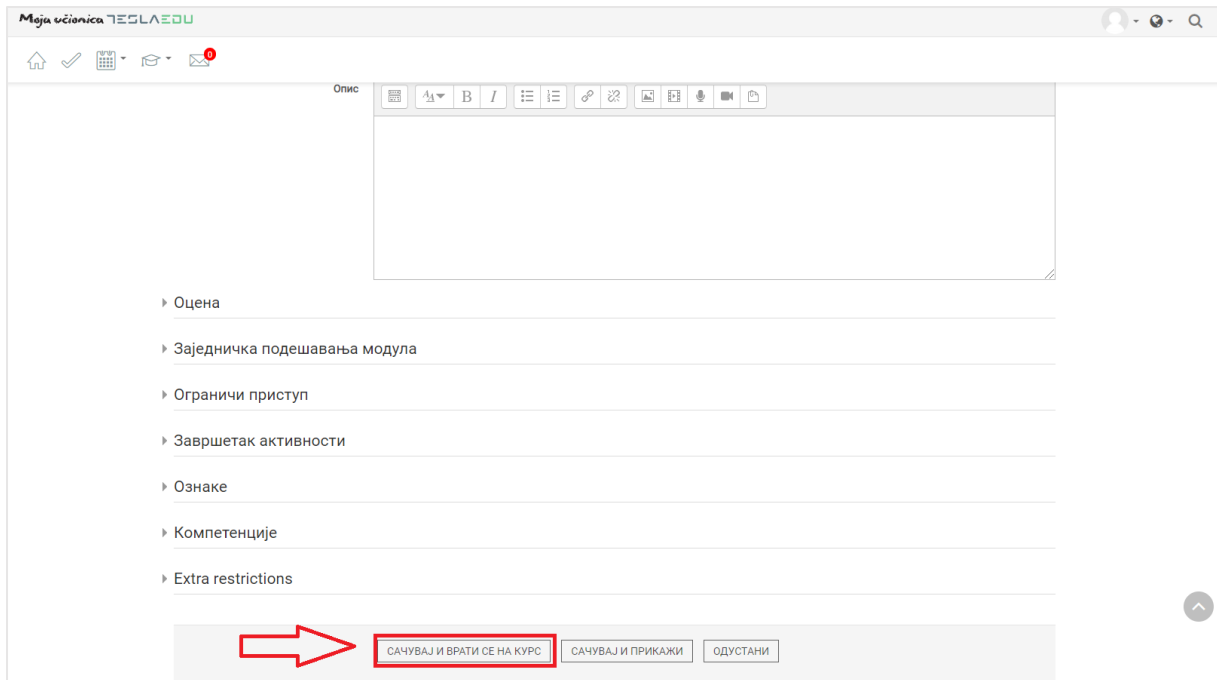 Moja učionica TESLAEDU
0
Опис
B I
Оцена
Заједничка подешавања модула
Ограничи приступ
Завршетак активности
Ознаке
Компетенције
Extra restrictions
САЧУВАЈ И ВРАТИ СЕ НА КУРС САЧУВАЈ И ПРИКАЖИ ОДУСТАНИ